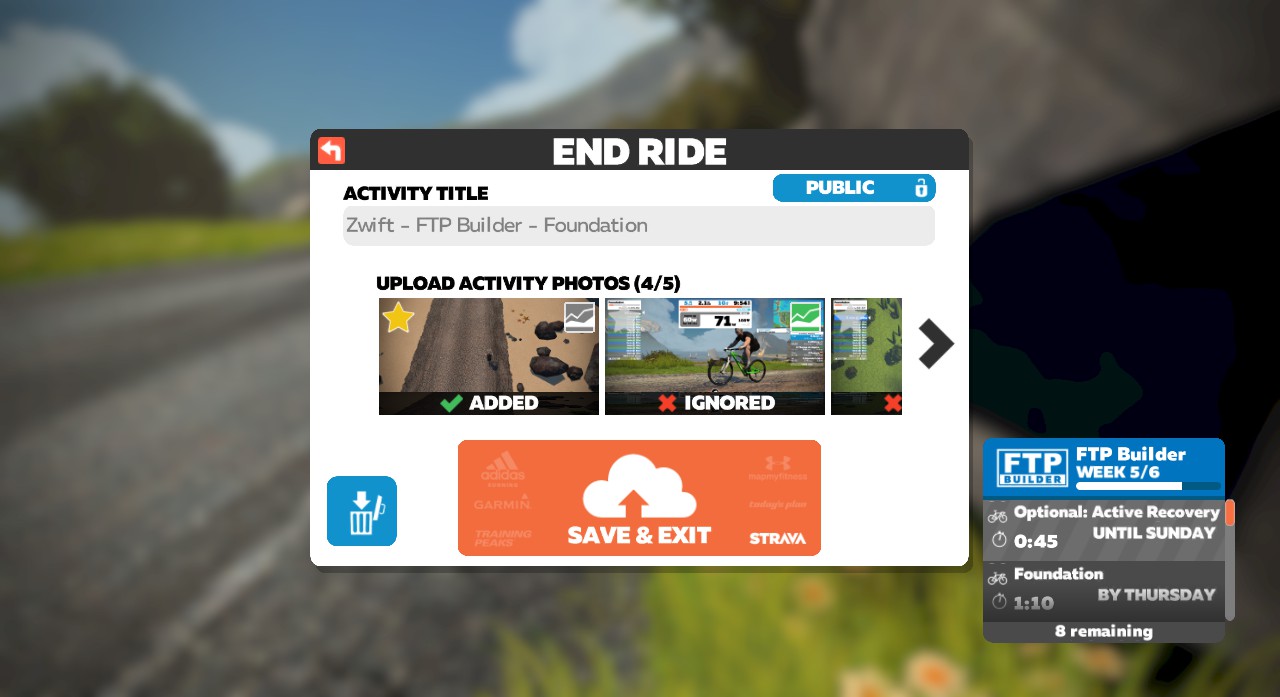 END RIDE
ACTIVITY TITLE
PUBLIC
Zwift - FTP Builder - Foundation
UPLOAD ACTIVITY PHOTOS (4/5)
71w
ADDED
IGNORED
adidas
GARMIN
TRAINING
PEAKS
SAVE & EXIT
mapmyfitness
today's plan
STRAVA
FTP
BUILDER
FTP Builder
WEEK 5/6
Optional: Active Recovery
UNTIL SUNDAY
0:45
Foundation
BY THURSDAY
1:10
8 remaining